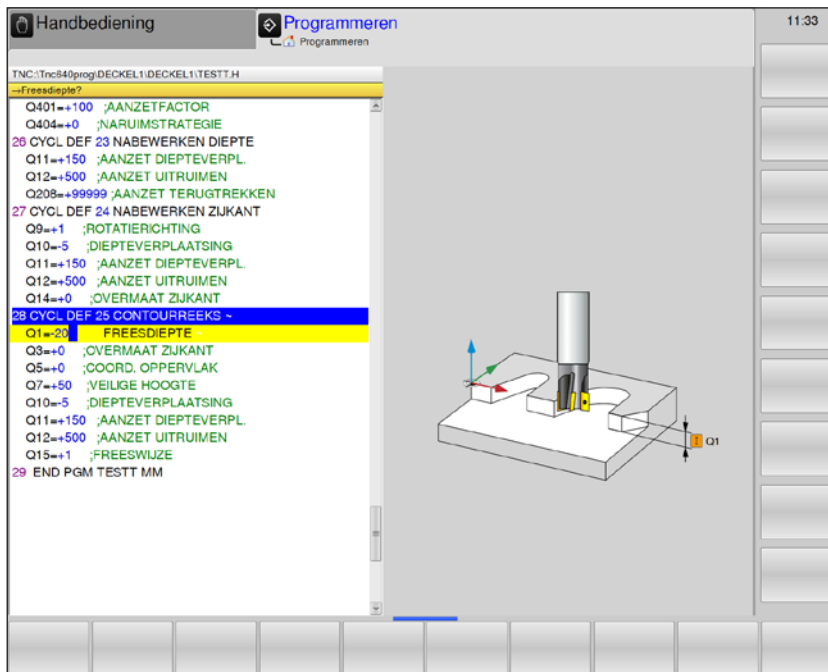 Handbediening
Programmeren
Programmeren
11:33
TNC:\Tnc640prog\DECKEL1\DECKEL1\TESTT.H
→Freesdiepte?
Q401=+100 ;AANZETFACTOR
Q404=+0 ;NARUIMSTRATEGIE
26 CYCL DEF 23 NABEWERKEN DIEPTE
Q11=+150 ;AANZET DIEPTEVERPL.
Q12=+500 ;AANZET UITRUIMEN
Q208=+99999 ;AANZET TERUGTREKKEN
27 CYCL DEF 24 NABEWERKEN ZIJKANT
Q9=+1 ;ROTATIERICHTING
Q10=-5 ;DIEPTEVERPLAATSING
Q11=+150 ;AANZET DIEPTEVERPL.
Q12=+500 ;AANZET UITRUIMEN
Q14=+0 ;OVERMAAT ZIJKANT
28 CYCL DEF 25 CONTOURREEKS ~
Q1=-20 FREESDIEPTE ~
Q3=+0 ;OVERMAAT ZIJKANT
Q5=+0 ;COORD. OPPERVLAK
Q7=+50 ;VEILIGE HOOGTE
Q10=-5 ;DIEPTEVERPLAATSING
Q11=+150 ;AANZET DIEPTEVERPL.
Q12=+500 ;AANZET UITRUIMEN
Q15=+1 ;FREESWIJZE
29 END PGM TESTT MM
Q1